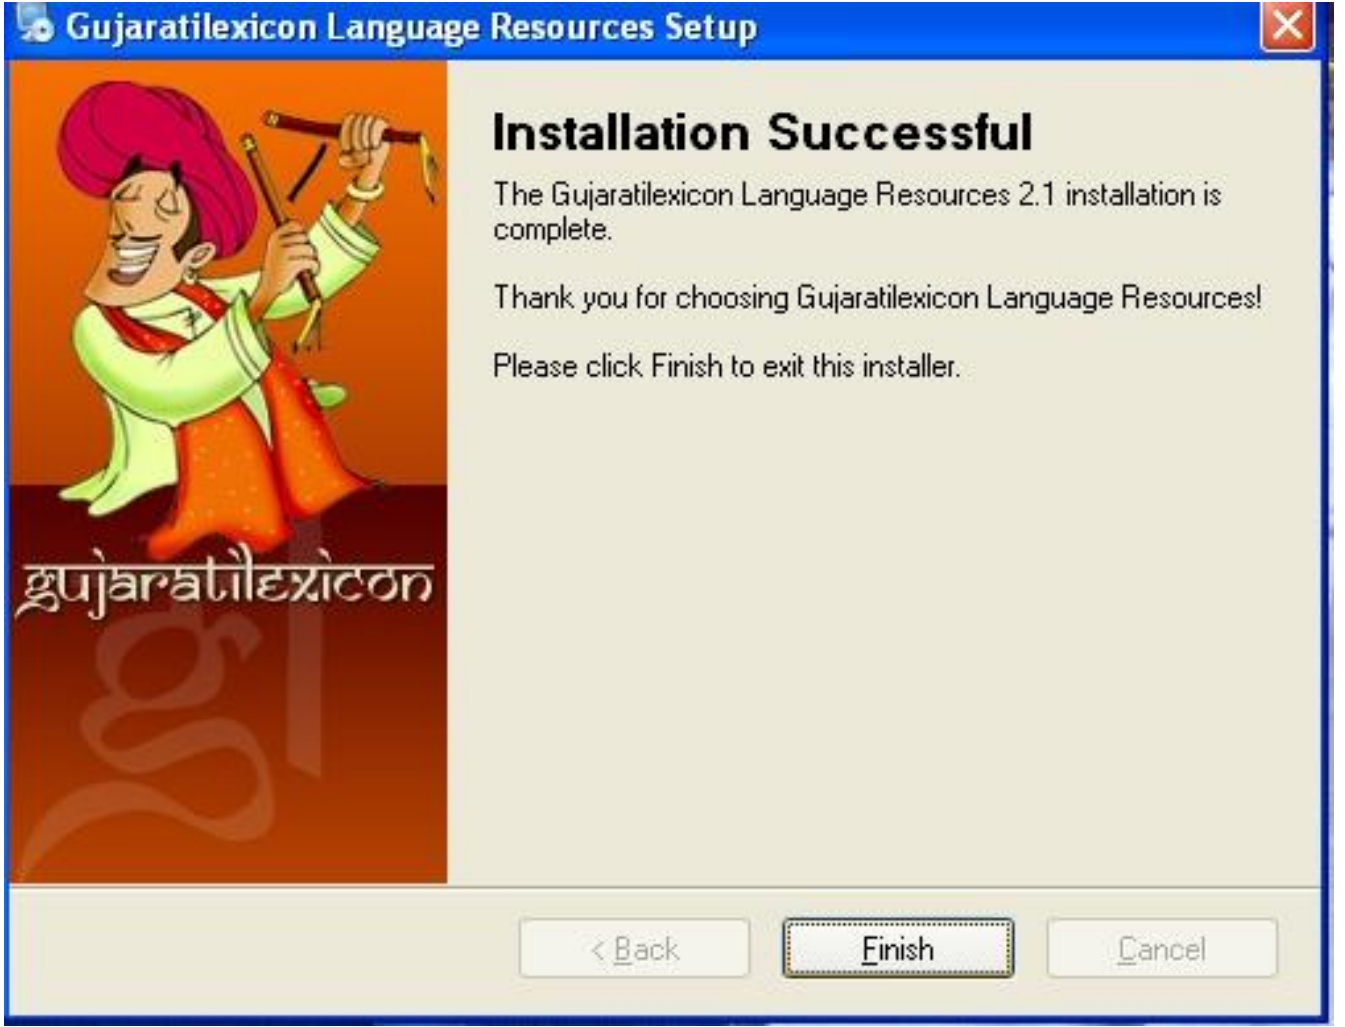 Gujaratilexicon Language Resources Setup
Installation Successful
The Gujaratilexicon Language Resources 2.1 installation is
complete.
Thank you for choosing Gujaratilexicon Language Resources!
Please click Finish to exit this installer.
gujaratilexicon
gl
< Back
Finish
Cancel